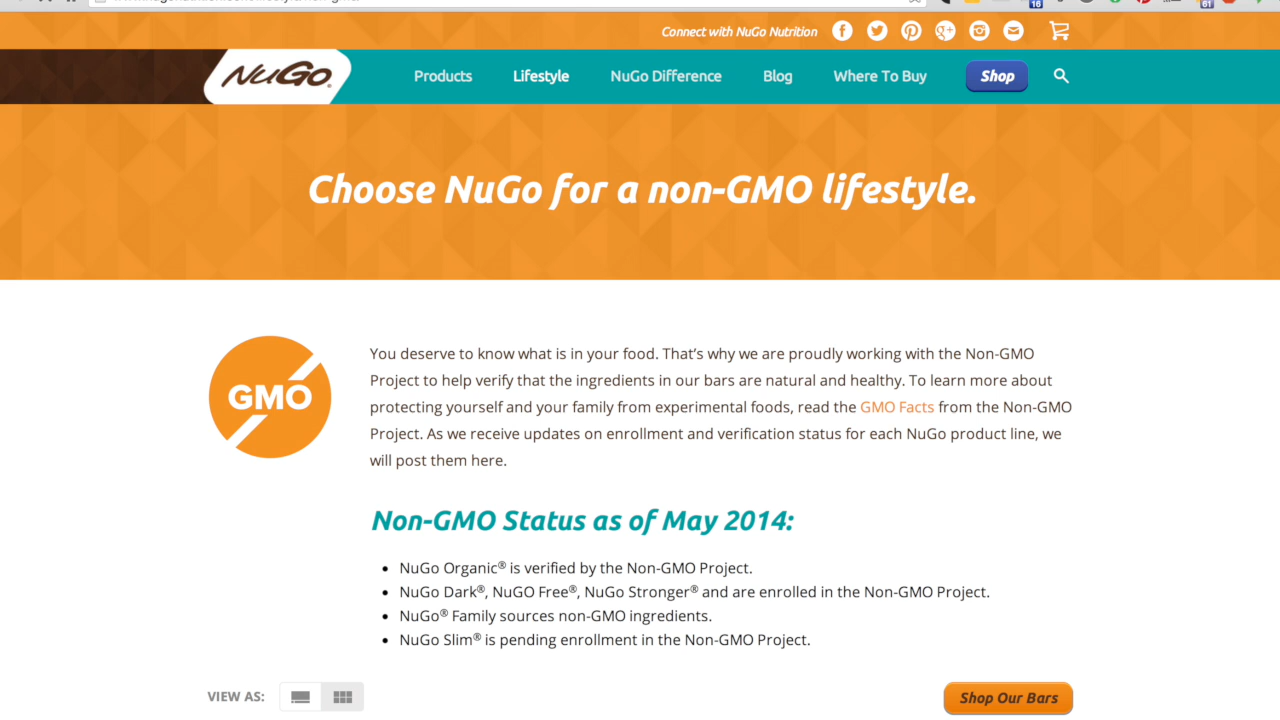 16
61
Connect with NuGo Nutrition
NuGo®
Products Lifestyle NuGo Difference Blog Where To Buy Shop
Choose NuGo for a non-GMO lifestyle.
GMO
You deserve to know what is in your food. That’s why we are proudly working with the Non-GMO
Project to help verify that the ingredients in our bars are natural and healthy. To learn more about
protecting yourself and your family from experimental foods, read the GMO Facts from the Non-GMO
Project. As we receive updates on enrollment and verification status for each NuGo product line, we
will post them here.
Non-GMO Status as of May 2014:
• NuGo Organic® is verified by the Non-GMO Project.
• NuGo Dark®, NuGO Free®, NuGo Stronger® and are enrolled in the Non-GMO Project.
• NuGo® Family sources non-GMO ingredients.
• NuGo Slim® is pending enrollment in the Non-GMO Project.
VIEW AS:
Shop Our Bars